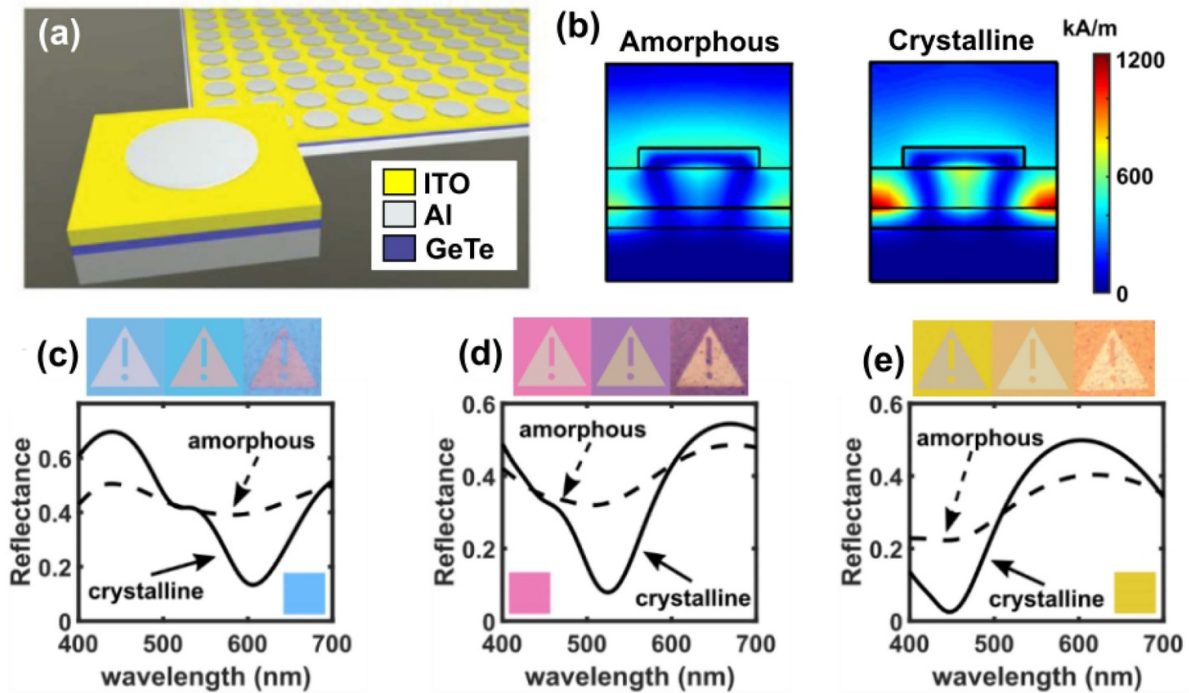 (a)
ITO
Al
GeTe
(b)
Amorphous
Crystalline
kA/m
1200
600
0
(c)
!
!
!
Reflectance
0.6
0.4
0.2
0
amorphous
crystalline
400
500
600
700
wavelength (nm)
(d)
!
!
!
Reflectance
0.6
0.4
0.2
0
amorphous
crystalline
400
500
600
700
wavelength (nm)
(e)
!
!
!
Reflectance
0.6
0.4
0.2
0
amorphous
crystalline
400
500
600
700
wavelength (nm)